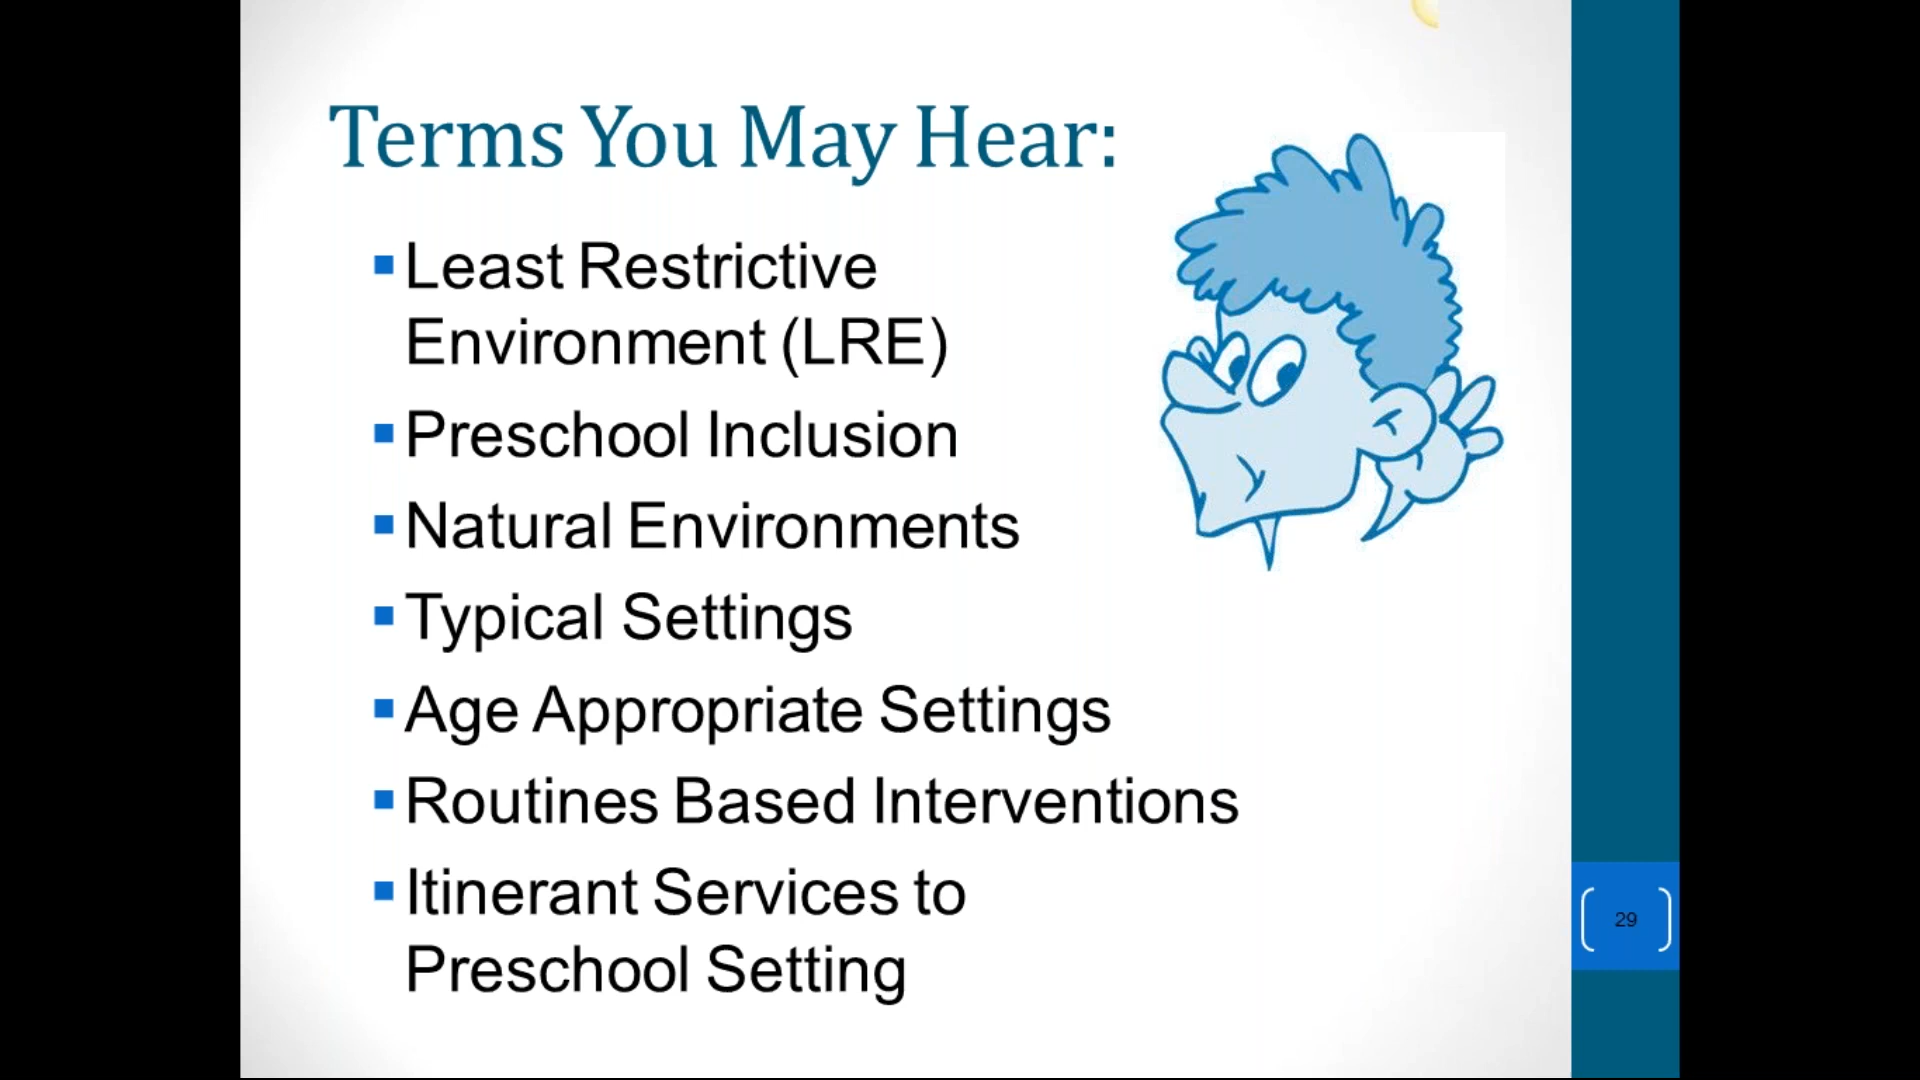 Terms You May Hear:
Least Restrictive
Environment (LRE)
Preschool Inclusion
Natural Environments
Typical Settings
Age Appropriate Settings
Routines Based Interventions
Itinerant Services to
Preschool Setting
29